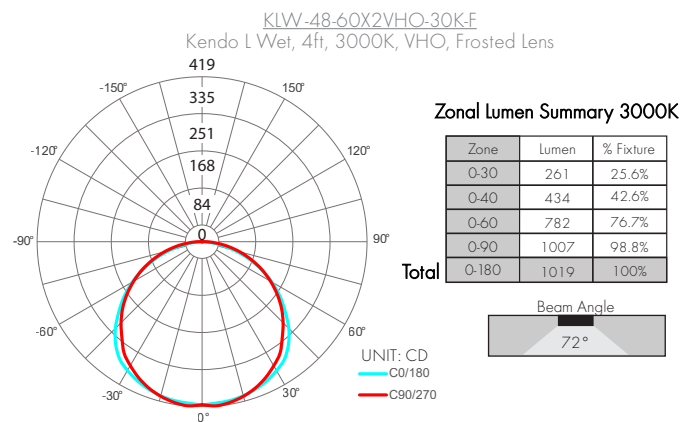 KLW-48-60X2VHO-30K-F
Kendo L Wet, 4ft, 3000K, VHO, Frosted Lens
419
-150° 335 150°
251
-120° 168 120°
84
-90° 0 90°
-60° 60°
-30° 30°
0°
UNIT: CD
C0/180
C90/270
Zonal Lumen Summary 3000K
Zone Lumen % Fixture
0-30 261 25.6%
0-40 434 42.6%
0-60 782 76.7%
0-90 1007 98.8%
Total 0-180 1019 100%
Beam Angle
72°